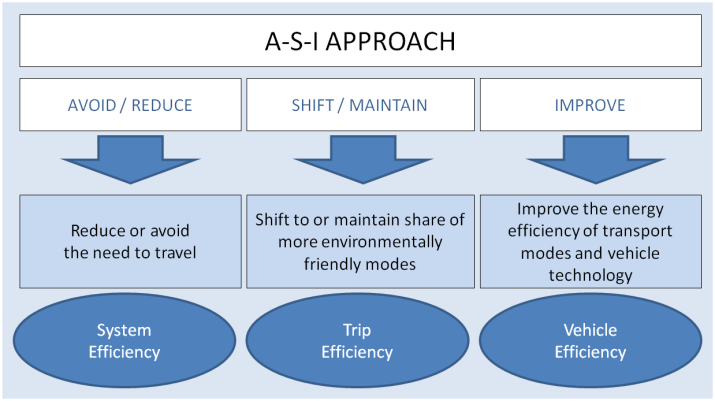 A-S-I APPROACH
AVOID / REDUCE
SHIFT / MAINTAIN
IMPROVE
Reduce or avoid
the need to travel
Shift to or maintain share of
more environmentally
friendly modes
Improve the energy
efficiency of transport
modes and vehicle
technology
System
Efficiency
Trip
Efficiency
Vehicle
Efficiency